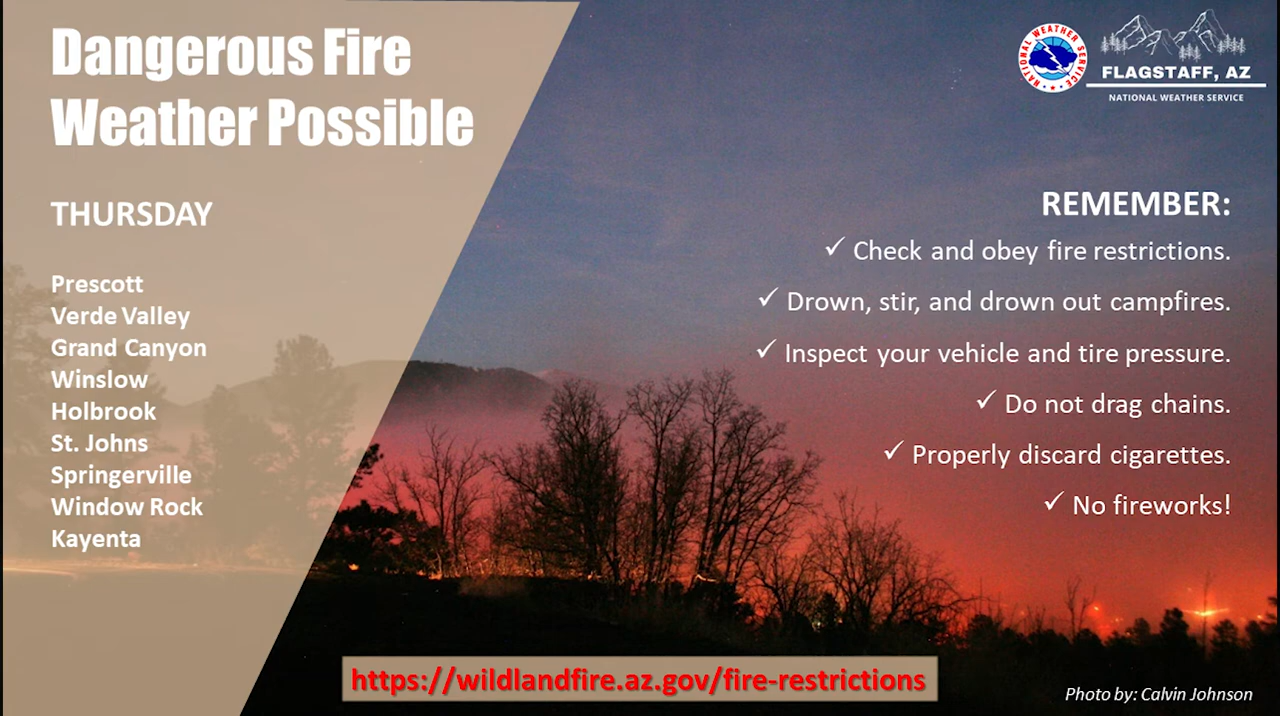 Dangerous Fire
Weather Possible
THURSDAY
Prescott
Verde Valley
Grand Canyon
Winslow
Holbrook
St. Johns
Springerville
Window Rock
Kayenta
NATIONAL WEATHER SERVICE
FLAGSTAFF, AZ
NATIONAL WEATHER SERVICE
REMEMBER:
✓ Check and obey fire restrictions.
✓ Drown, stir, and drown out campfires.
✓ Inspect your vehicle and tire pressure.
✓ Do not drag chains.
✓ Properly discard cigarettes.
✓ No fireworks!
https://wildlandfire.az.gov/fire-restrictions
Photo by: Calvin Johnson